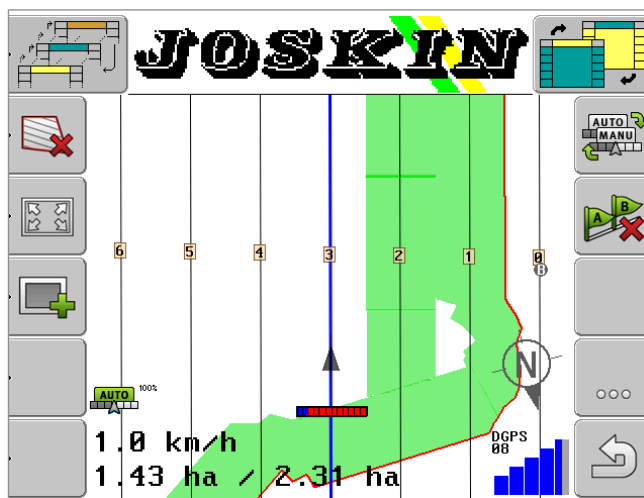 JOSKIN
AUTO
MANU
A B
6 5 4 3 2 1 0
B
N
AUTO 100%
1.0 km/h
DGPS
08
1.43 ha / 2.31 ha